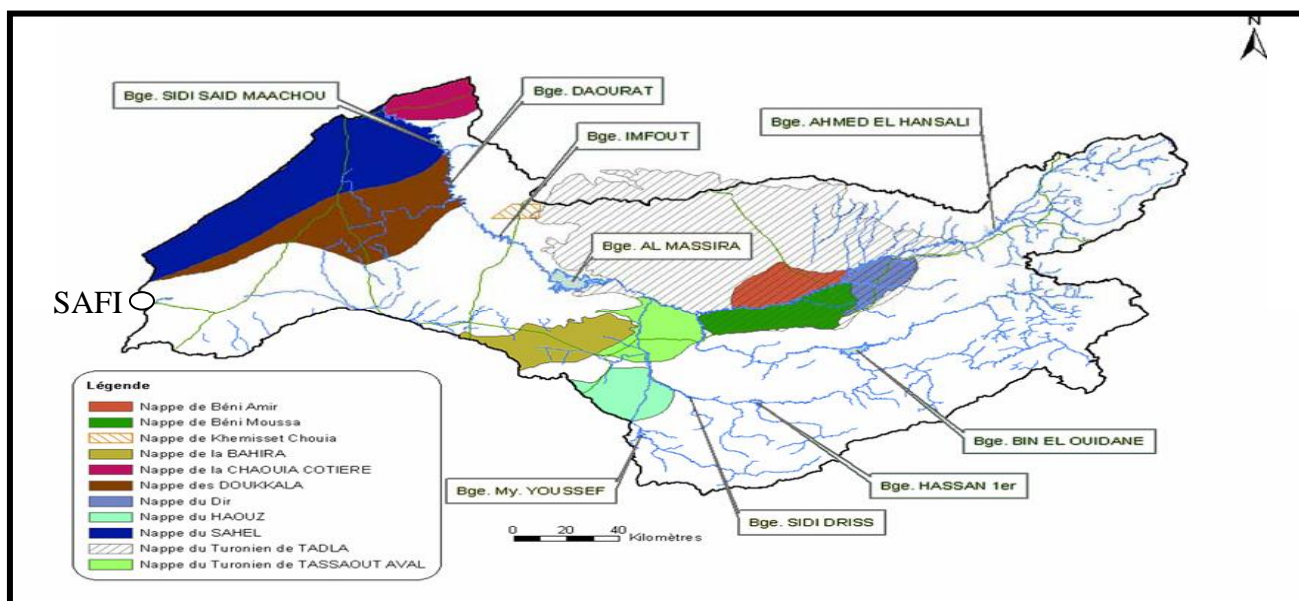 N
Bge. SIDI SAID MAACHOU
Bge. DAOURAT
Bge. IMFOUT
Bge. AHMED EL HANSALI
Bge. AL MASSIRA
SAFI
Légende
Nappe de Béni Amir
Nappe de Béni Moussa
Nappe de Khemisset Chouia
Nappe de la BAHIRA
Nappe de la CHAOUIA COTIERE
Nappe des DOUKKALA
Nappe du Dir
Nappe du HAOUZ
Nappe du SAHEL
Nappe du Turonien de TADLA
Nappe du Turonien de TASSAOUT AVAL
Bge. BIN EL OUIDANE
Bge. HASSAN 1er
Bge. My. YOUSSEF
Bge. SIDI DRISS
0 20 40
Kilomètres